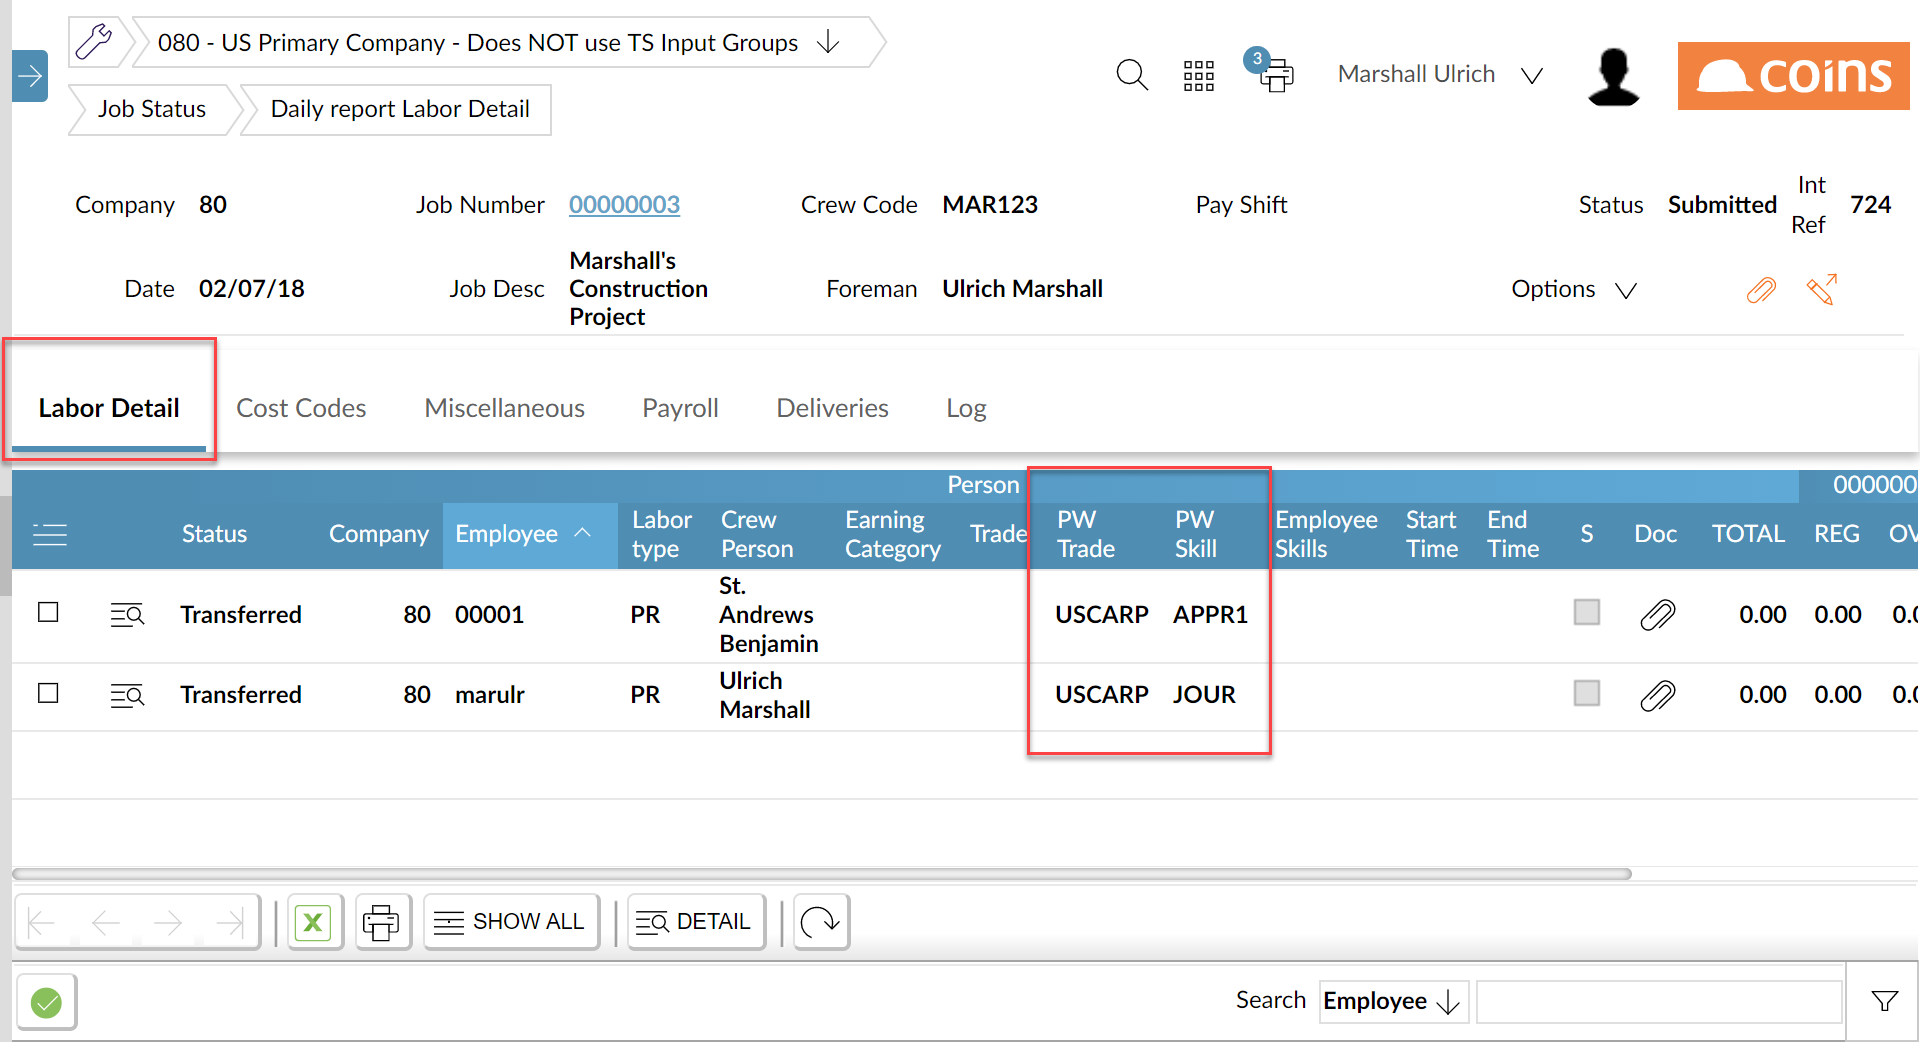 080 - US Primary Company - Does NOT use TS Input Groups
3
Marshall Ulrich
coins
Job Status
Daily report Labor Detail
Company 80
Job Number 00000003
Crew Code MAR123
Pay Shift
Status Submitted
Int Ref 724
Date 02/07/18
Job Desc Marshall's Construction Project
Foreman Ulrich Marshall
Options
Labor Detail Cost Codes Miscellaneous Payroll Deliveries Log
Person 000000
Status Company Employee Labor type Crew Person Earning Category Trade PW Trade PW Skill Employee Skills Start Time End Time S Doc TOTAL REG OV
Transferred 80 00001 PR St. Andrews Benjamin USCARP APPR1 0.00 0.00 0.0
Transferred 80 marulr PR Ulrich Marshall USCARP JOUR 0.00 0.00 0.0
X SHOW ALL DETAIL
Search Employee